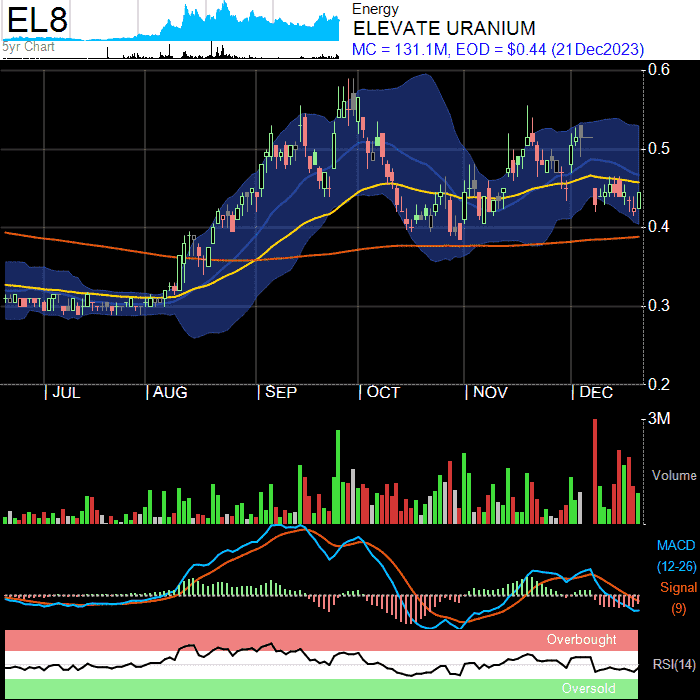 EL8
5yr Chart
Energy
ELEVATE URANIUM
MC = 131.1M, EOD = $0.44 (21Dec2023)
0.6
0.5
0.4
0.3
0.2
JUL AUG SEP OCT NOV DEC
3M
Volume
MACD
(12-26)
Signal
(9)
Overbought
RSI(14)
Oversold